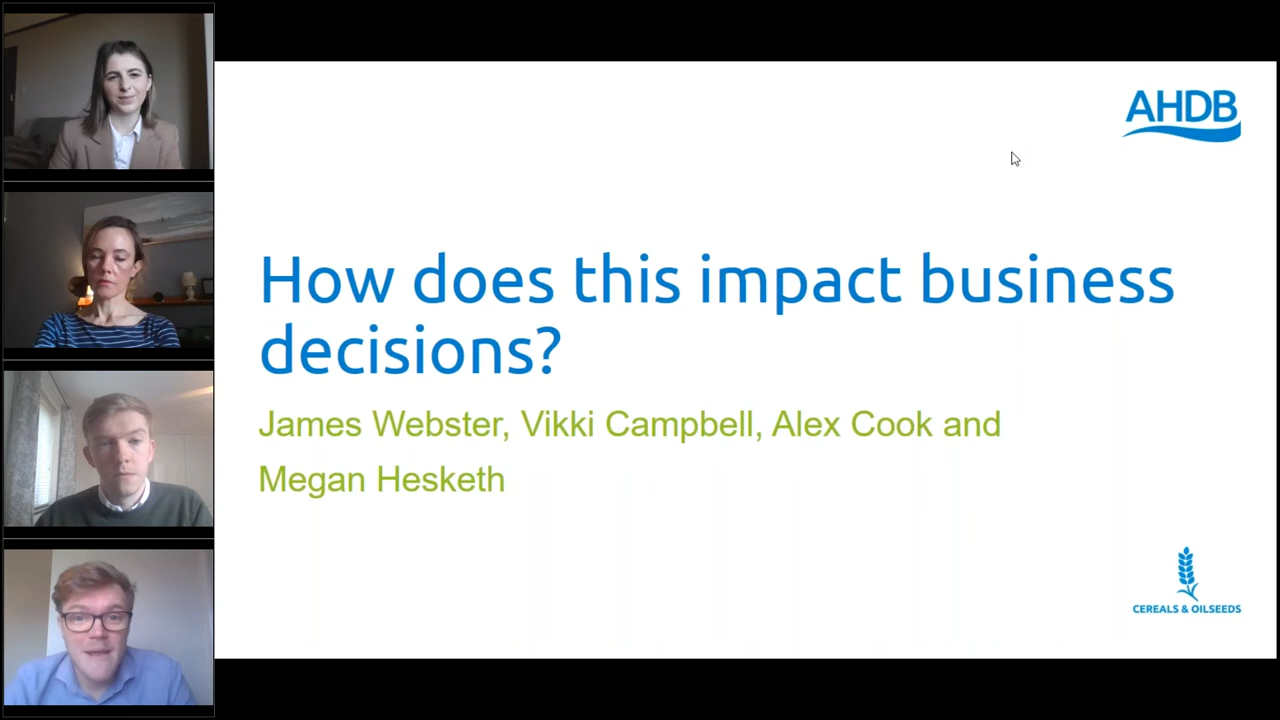 AHDB
How does this impact business
decisions?
James Webster, Vikki Campbell, Alex Cook and
Megan Hesketh
CEREALS & OILSEEDS